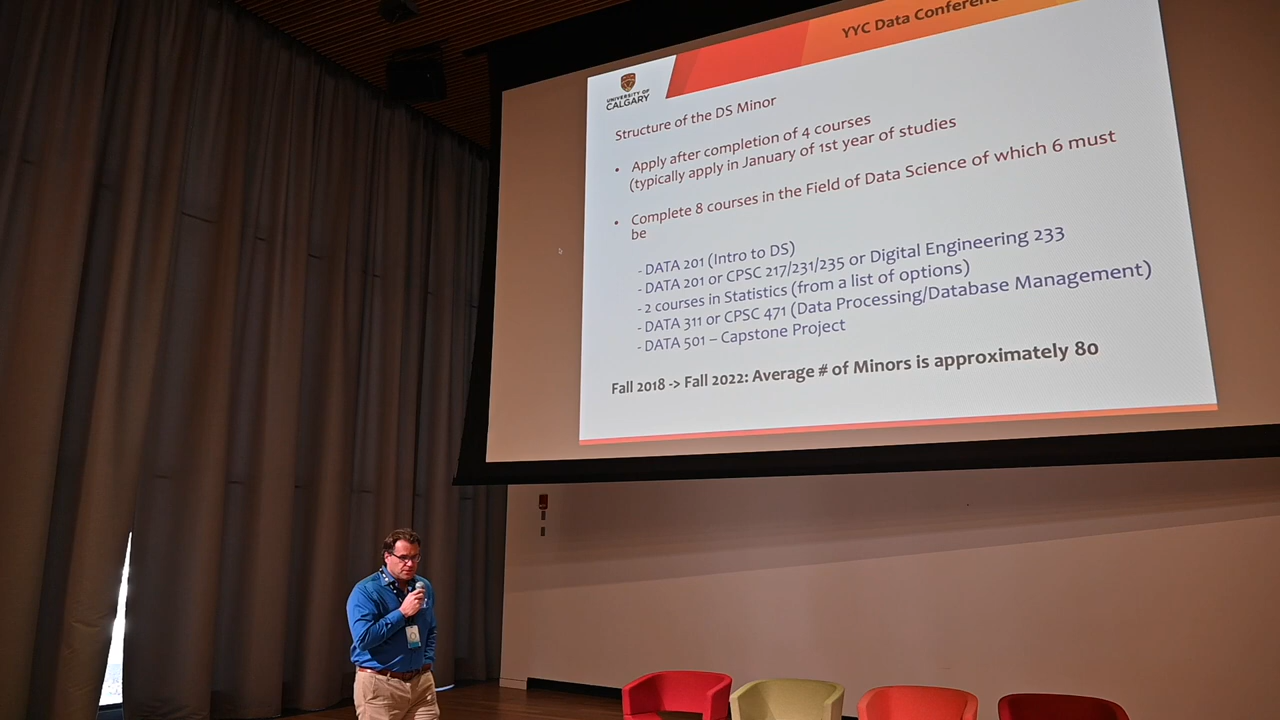 YYC Data Conferen
UNIVERSITY OF
CALGARY
Structure of the DS Minor
• Apply after completion of 4 courses
(typically apply in January of 1st year of studies
• Complete 8 courses in the Field of Data Science of which 6 must
be
- DATA 201 (Intro to DS)
- DATA 201 or CPSC 217/231/235 or Digital Engineering 233
- 2 courses in Statistics (from a list of options)
- DATA 311 or CPSC 471 (Data Processing/Database Management)
- DATA 501 – Capstone Project
Fall 2018 -> Fall 2022: Average # of Minors is approximately 80